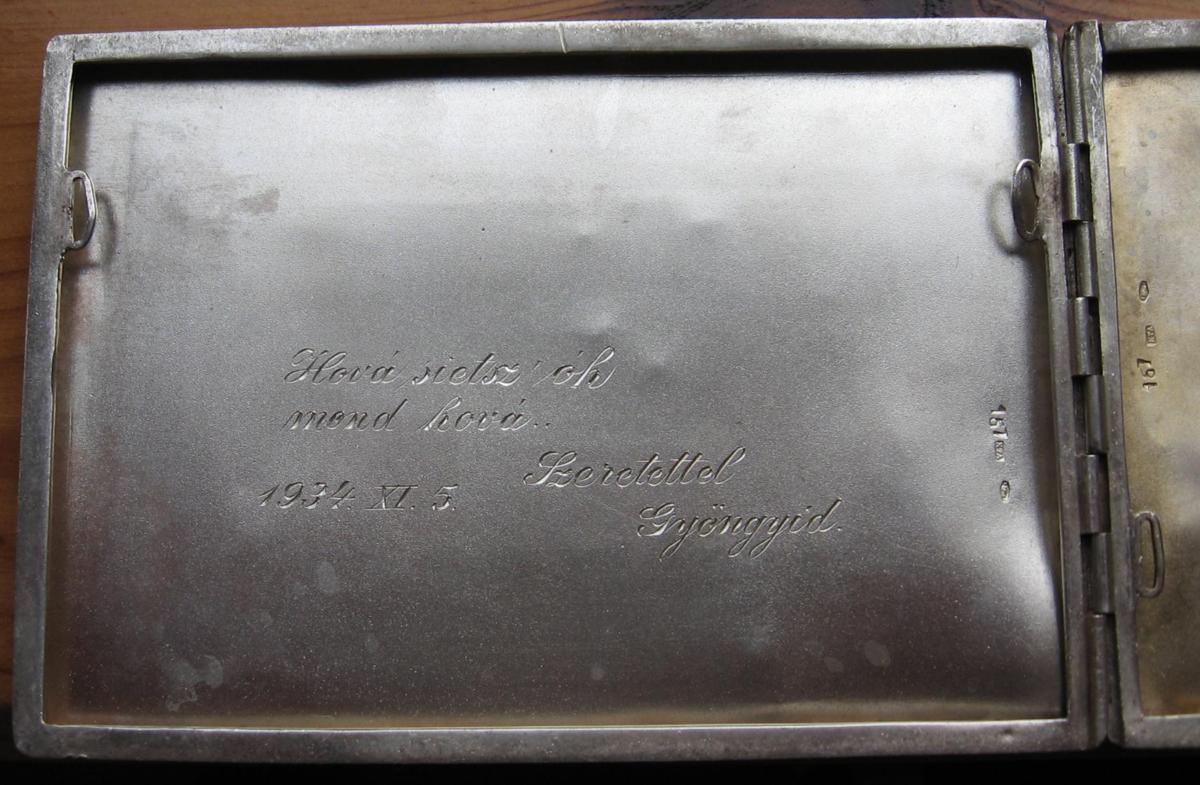 Hová sietsz' óh
mond hová..
Szeretettel
1934 XI. 5.
Gyöngyid.
167
167